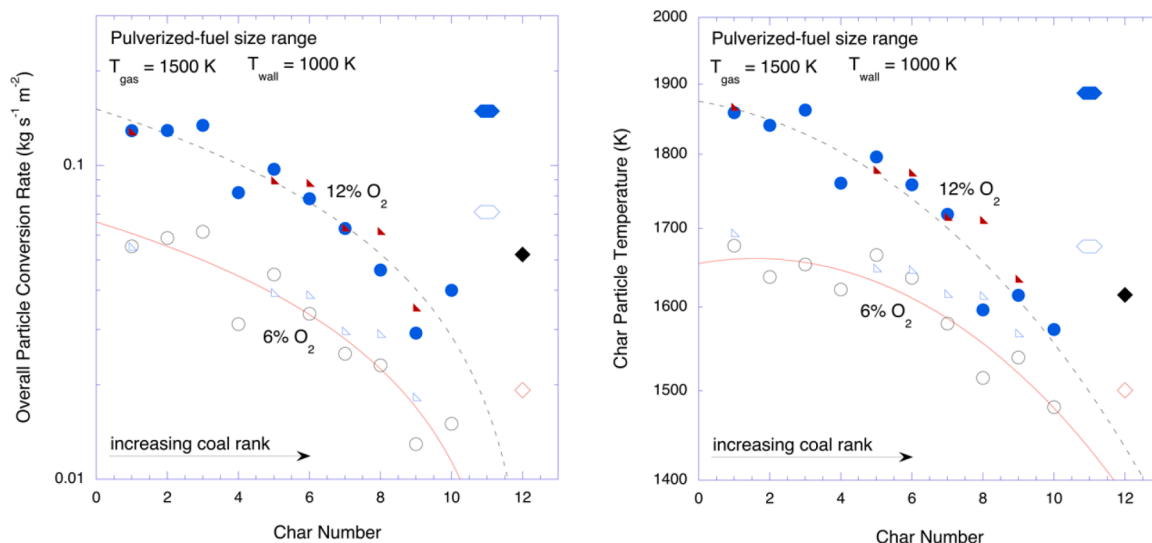 Pulverized-fuel size range
T gas = 1500 K T wall = 1000 K
12% O2
6% O2
increasing coal rank
Overall Particle Conversion Rate (kg s-1 m-2)
0.1
0.01
0 2 4 6 8 10 12
Char Number
Pulverized-fuel size range
T gas = 1500 K T wall = 1000 K
12% O2
6% O2
increasing coal rank
Char Particle Temperature (K)
2000
1900
1800
1700
1600
1500
1400
0 2 4 6 8 10 12
Char Number